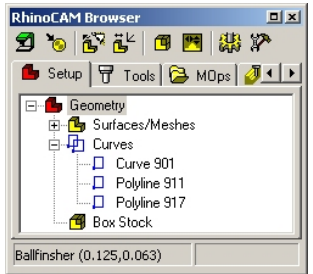 RhinoCAM Browser
Setup Tools MOps
Geometry
Surfaces/Meshes
Curves
Curve 901
Polyline 911
Polyline 917
Box Stock
Ballfinsher (0.125,0.063)